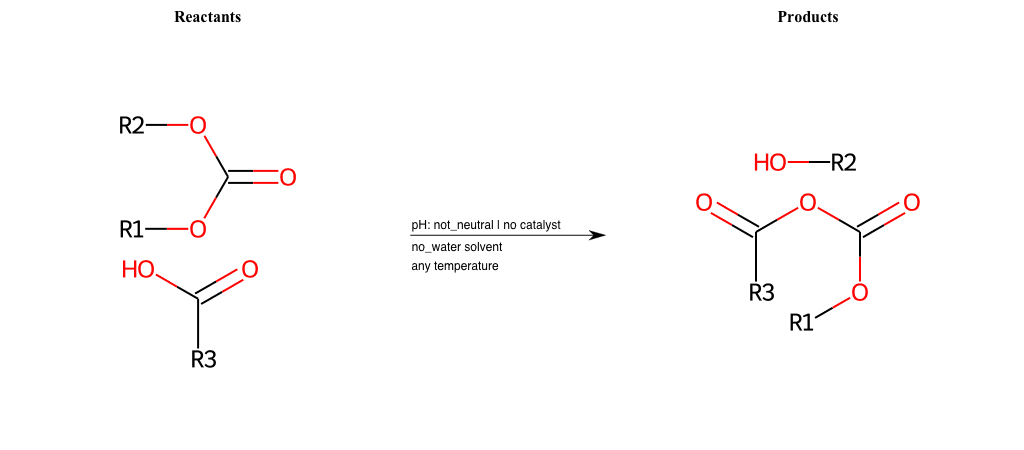 Reactants
Products
R2 O
O
R1 O
HO O
R3
pH: not_neutral | no catalyst
no_water solvent
any temperature
HO R2
O O O
R3 O
R1